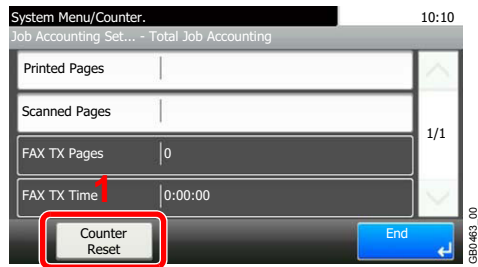 System Menu/Counter.
10:10
Job Accounting Set... - Total Job Accounting
Printed Pages
Scanned Pages
1/1
FAX TX Pages 0
FAX TX Time 0:00:00
1
Counter
Reset
End
GB0463_00